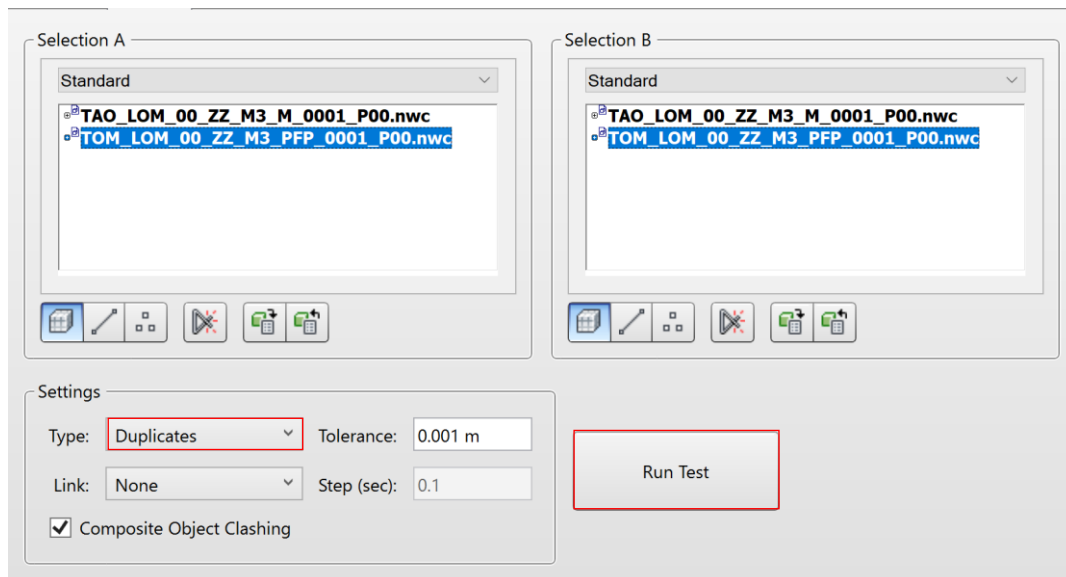 Selection A
Standard
TAO_LOM_00_ZZ_M3_M_0001_P00.nwc
TOM_LOM_00_ZZ_M3_PFP_0001_P00.nwc
Selection B
Standard
TAO_LOM_00_ZZ_M3_M_0001_P00.nwc
TOM_LOM_00_ZZ_M3_PFP_0001_P00.nwc
Settings
Type: Duplicates Tolerance: 0.001 m
Link: None Step (sec): 0.1
Composite Object Clashing
Run Test